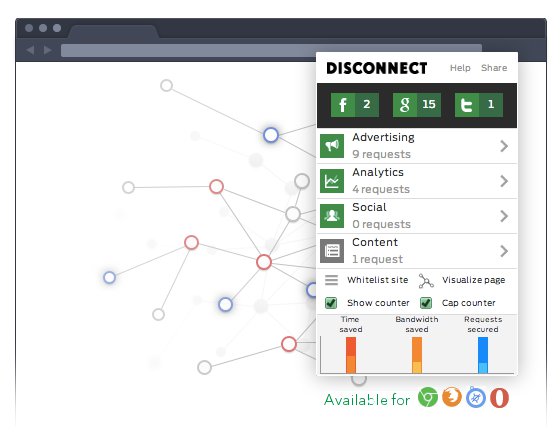 DISCONNECT Help Share
f 2 g 15 t 1
Advertising
9 requests
Analytics
4 requests
Social
0 requests
Content
1 request
Whitelist site Visualize page
Show counter Cap counter
Time saved Bandwidth saved Requests secured
Available for